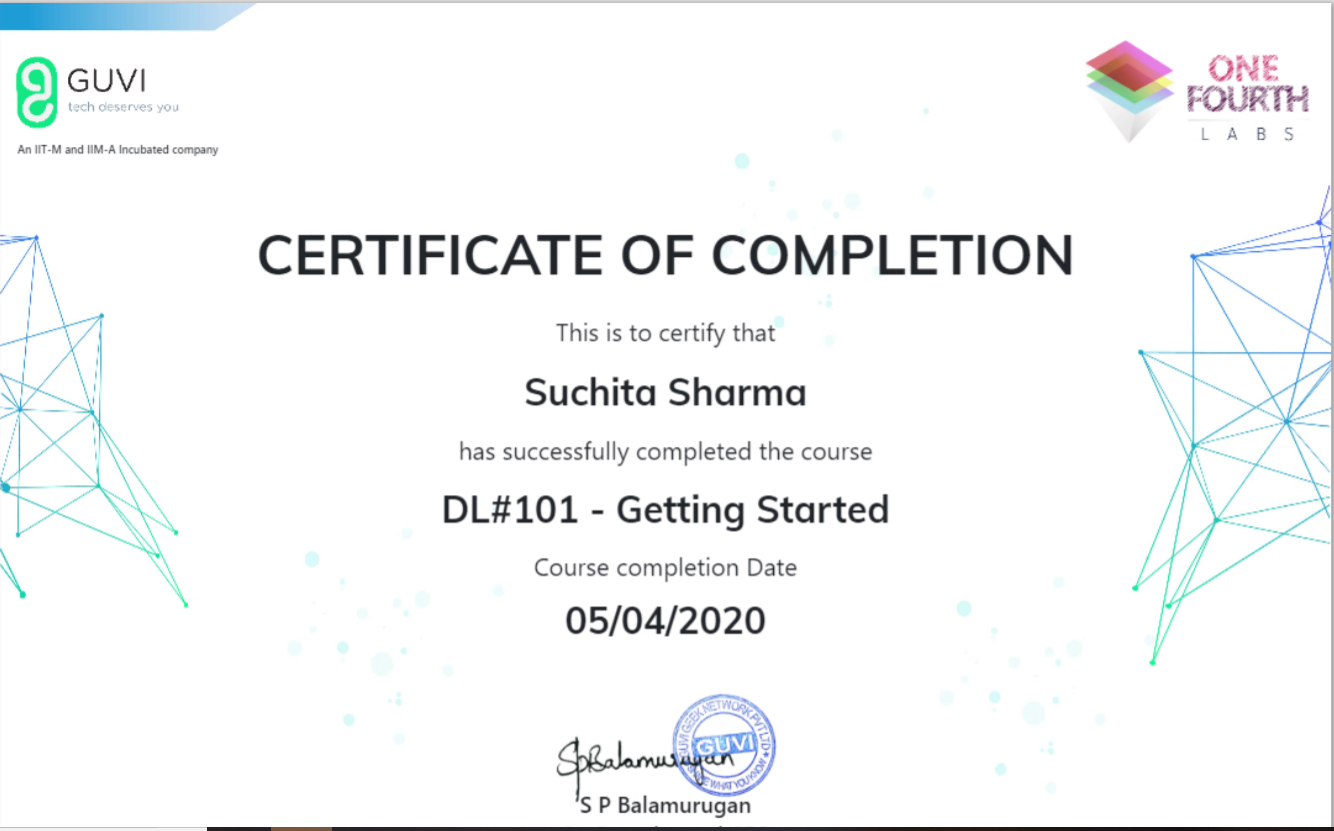 GUVI
tech deserves you
An IIT-M and IIM-A Incubated company
ONE
FOURTH
LABS
CERTIFICATE OF COMPLETION
This is to certify that
Suchita Sharma
has successfully completed the course
DL#101 - Getting Started
Course completion Date
05/04/2020
SpBalamurugan
GUVI GEEK NETWORK PVT LTD
GUVI
WHAT YOU KNOW
S P Balamurugan